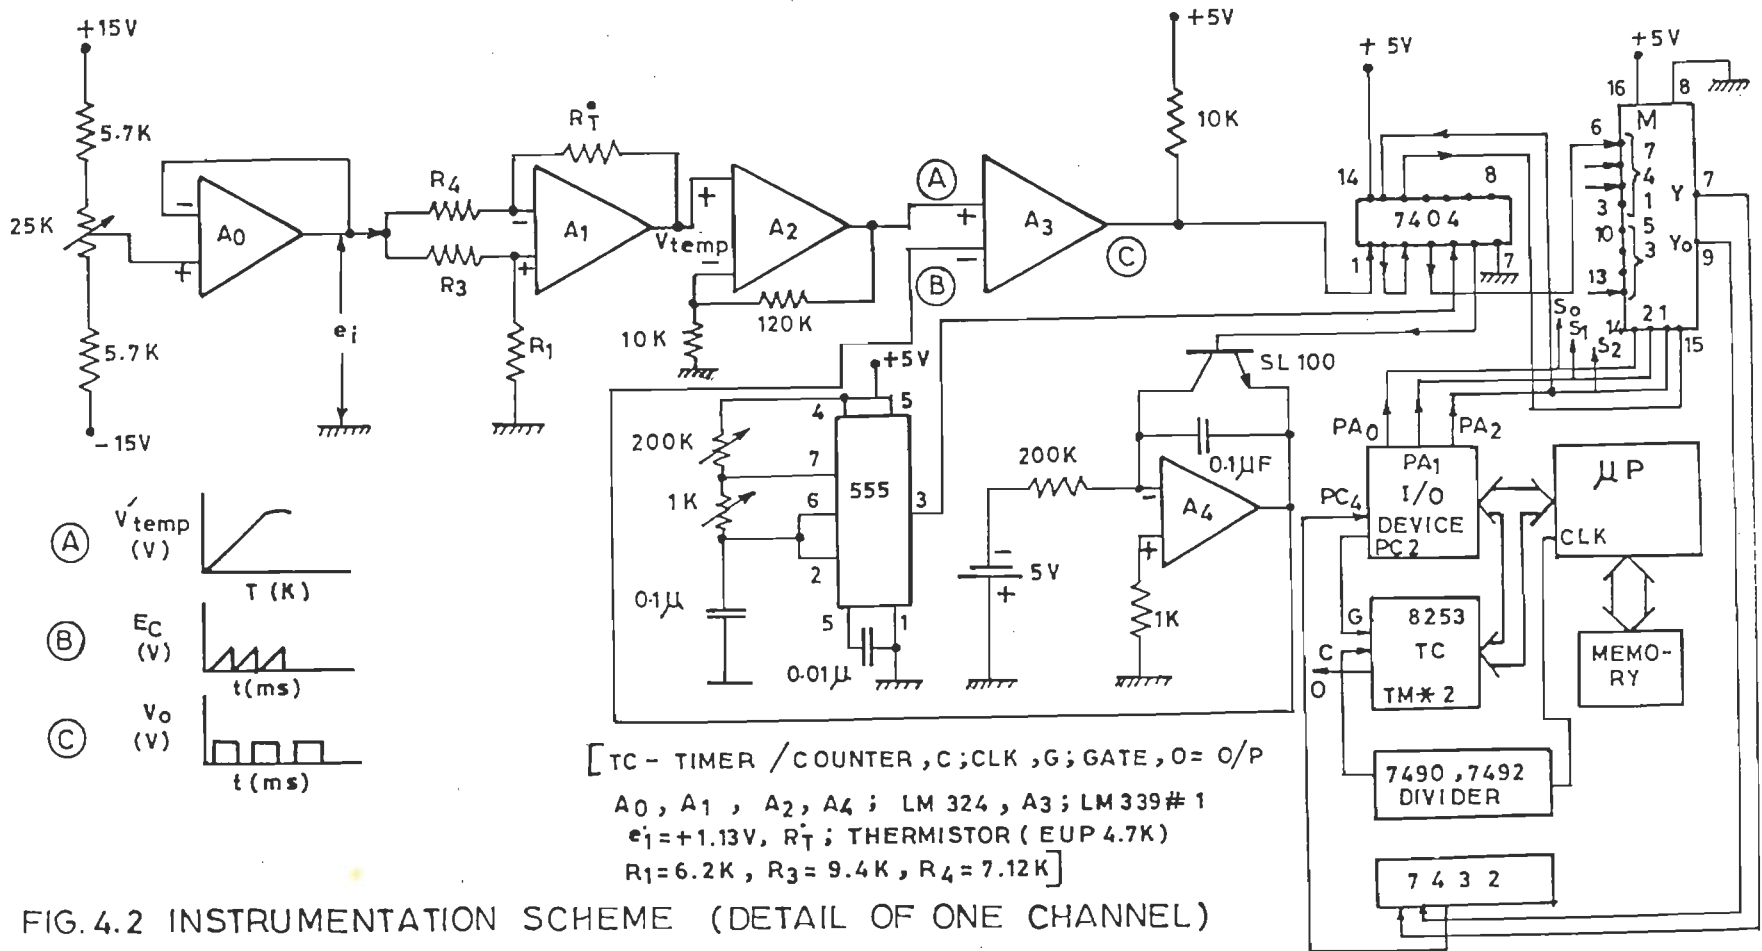 +15V
5.7K
25K
5.7K
-15V
-
+
A0
ei
R4
R3
RṪ
-
+
A1
R1
Vtemp
+
-
A2
120K
10K
A
B
+
-
A3
C
+5V
10K
+5V
14
8
7404
1
7
+5V
16
8
M
6
7
4
1
3
10
5
3
13
Y
7
Y0
9
14
2
1
15
S0
S1
S2
+5V
4
5
200K
7
1K
6
555
3
2
0.1μ
5
1
0.01μ
SL100
200K
0.1μF
-
+
A4
-
5V
+
1K
PA0
PA2
PA1
I/O
DEVICE
PC4
PC2
μP
CLK
G
8253
TC
C
O
TM*2
MEMO-
RY
7490,7492
DIVIDER
7432
A
V'temp
(V)
T(K)
B
EC
(V)
t(ms)
C
Vo
(V)
t(ms)
[TC- TIMER /COUNTER,C;CLK,G;GATE,O= O/P
A0, A1, A2, A4; LM 324, A3; LM339# 1
ei=+1.13V, RṪ; THERMISTOR (EUP 4.7K)
R1=6.2K, R3=9.4K, R4=7.12K]
FIG. 4.2 INSTRUMENTATION SCHEME (DETAIL OF ONE CHANNEL)